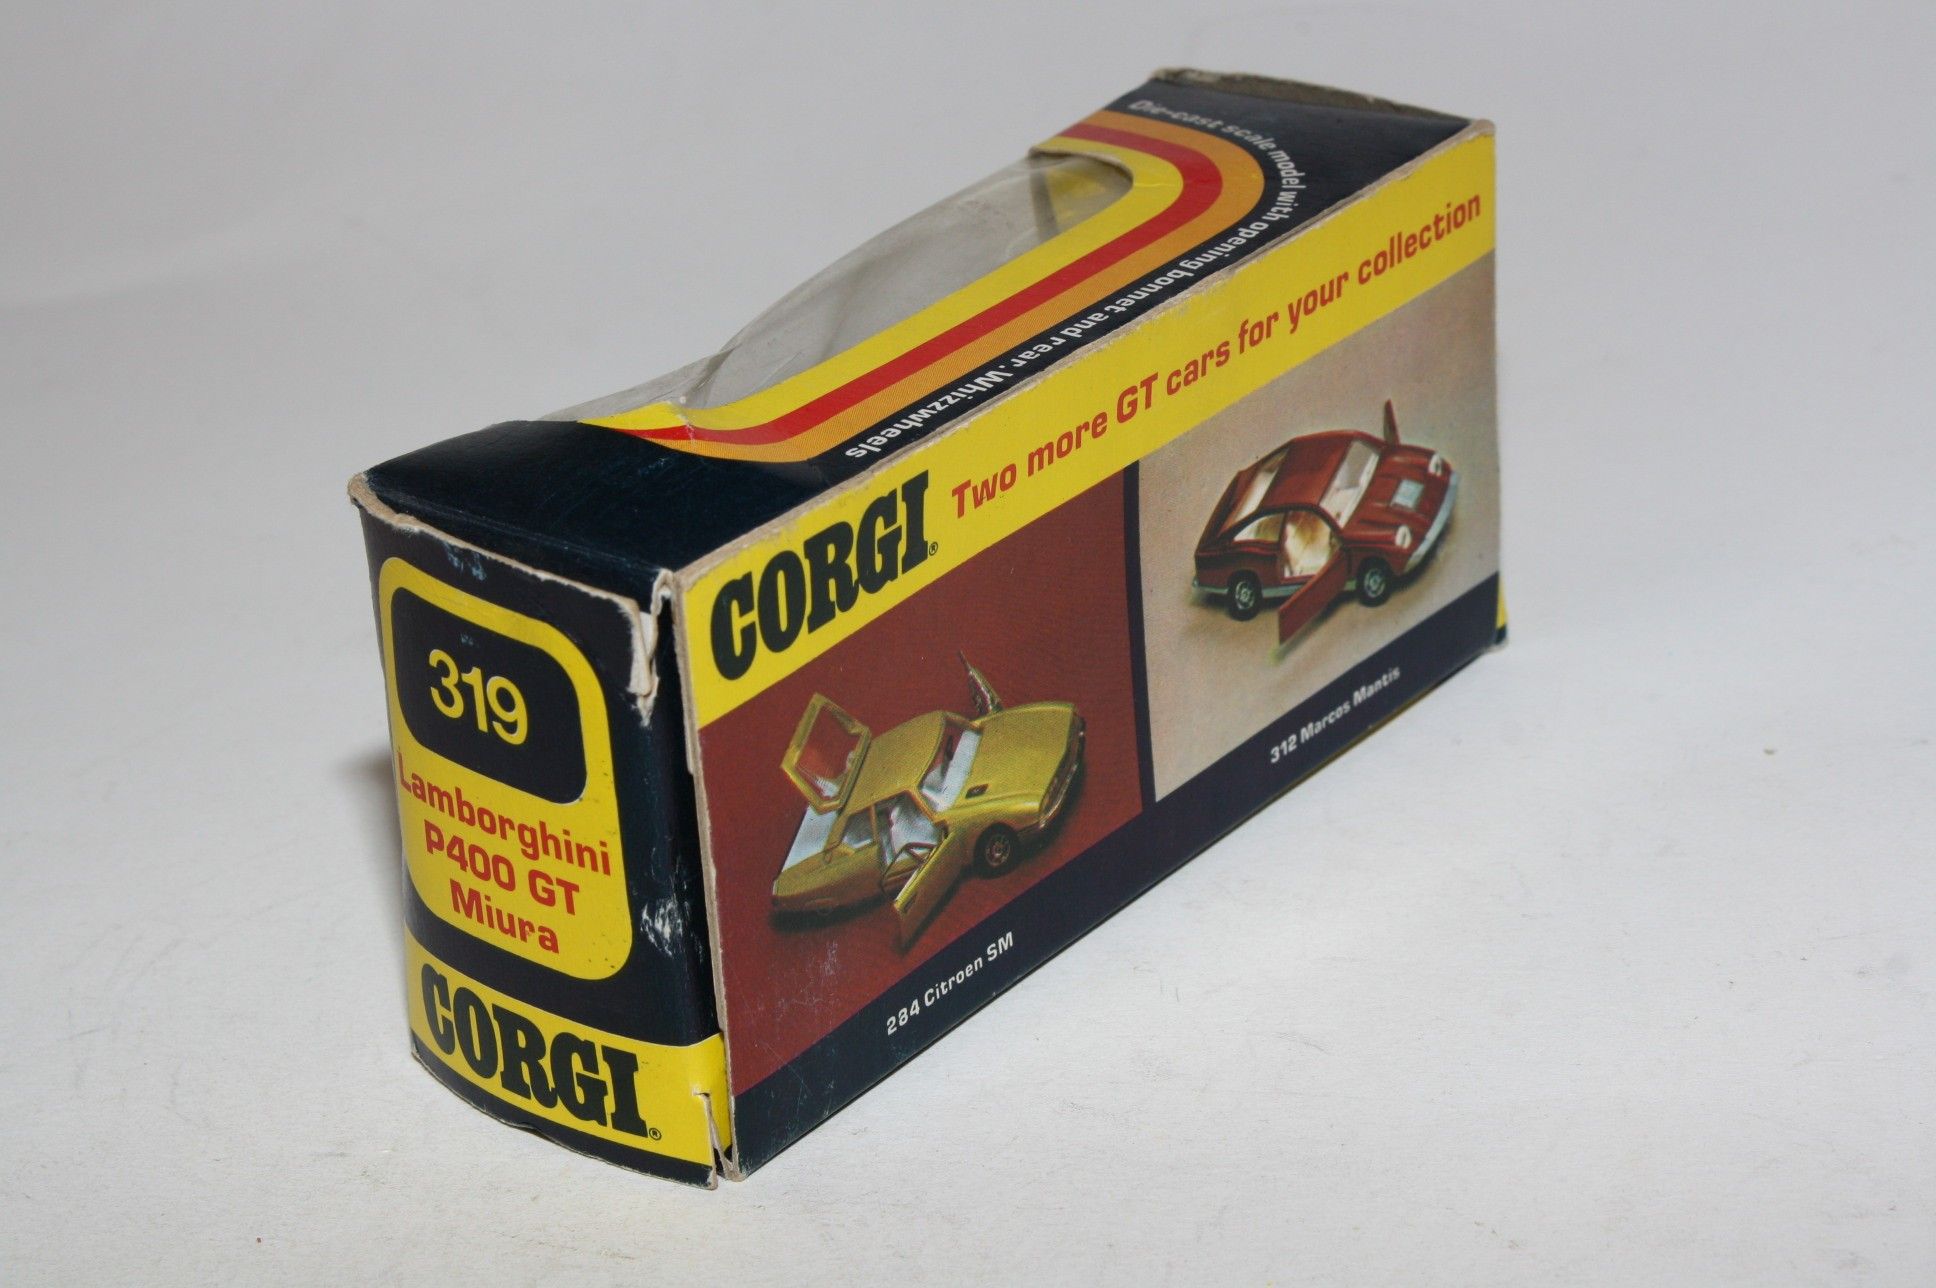 Die-cast scale model with opening bonnet and rear. Whizzwheels
CORGI®
Two more GT cars for your collection
284 Citroen SM
312 Marcos Mantis
319
Lamborghini
P400 GT
Miura
CORGI®